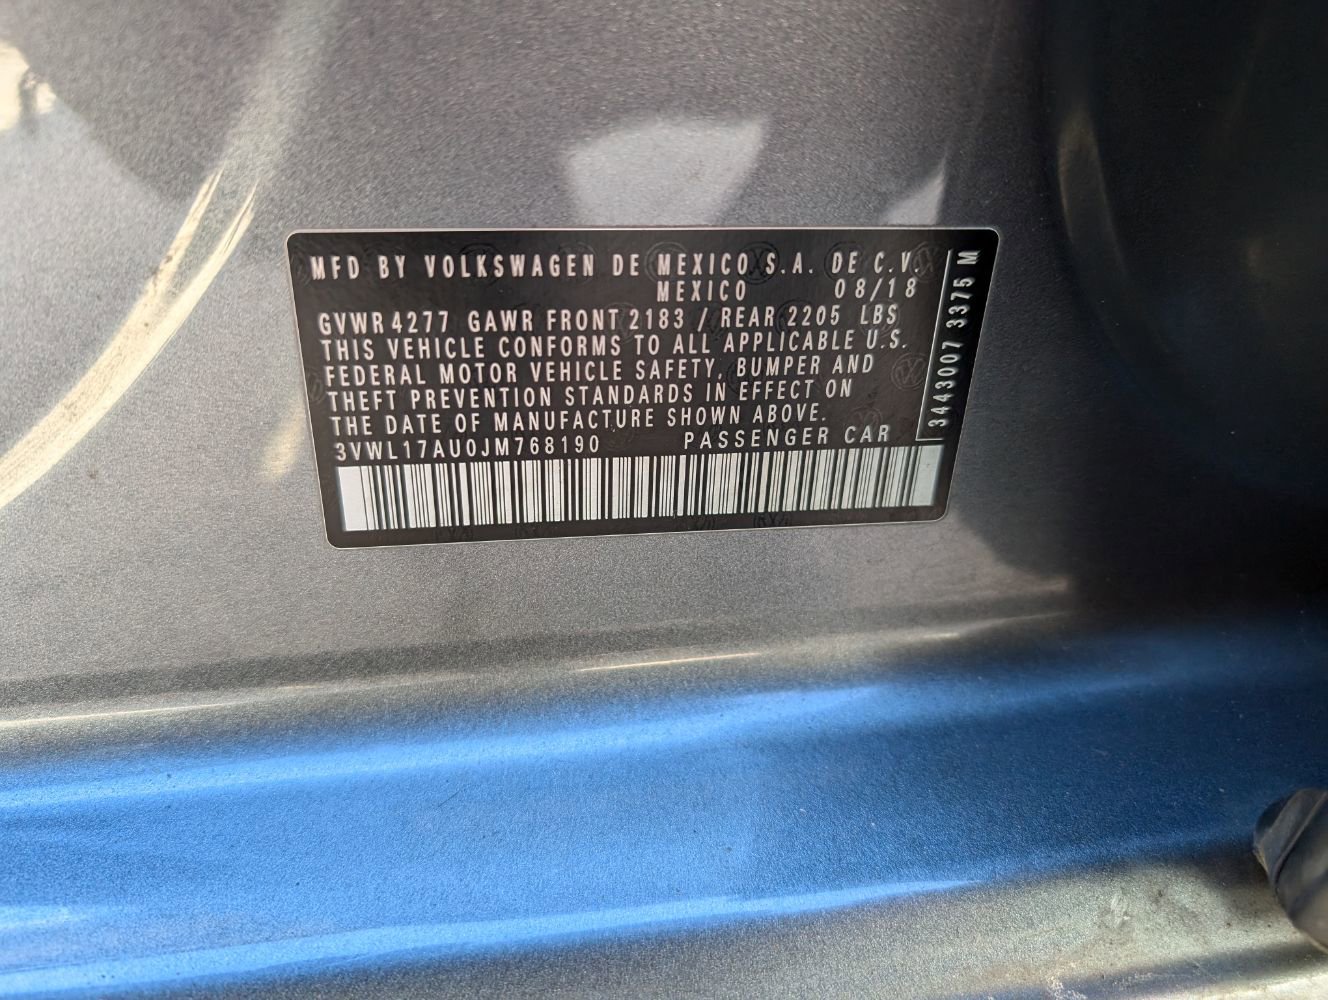 MFD BY VOLKSWAGEN DE MEXICO S.A. DE C.V.
MEXICO 08/18
GVWR 4277 GAWR FRONT 2183 / REAR 2205 LBS
THIS VEHICLE CONFORMS TO ALL APPLICABLE U.S.
FEDERAL MOTOR VEHICLE SAFETY, BUMPER AND
THEFT PREVENTION STANDARDS IN EFFECT ON
THE DATE OF MANUFACTURE SHOWN ABOVE.
3VWL17AU0JM768190 PASSENGER CAR
3443007 3375 M